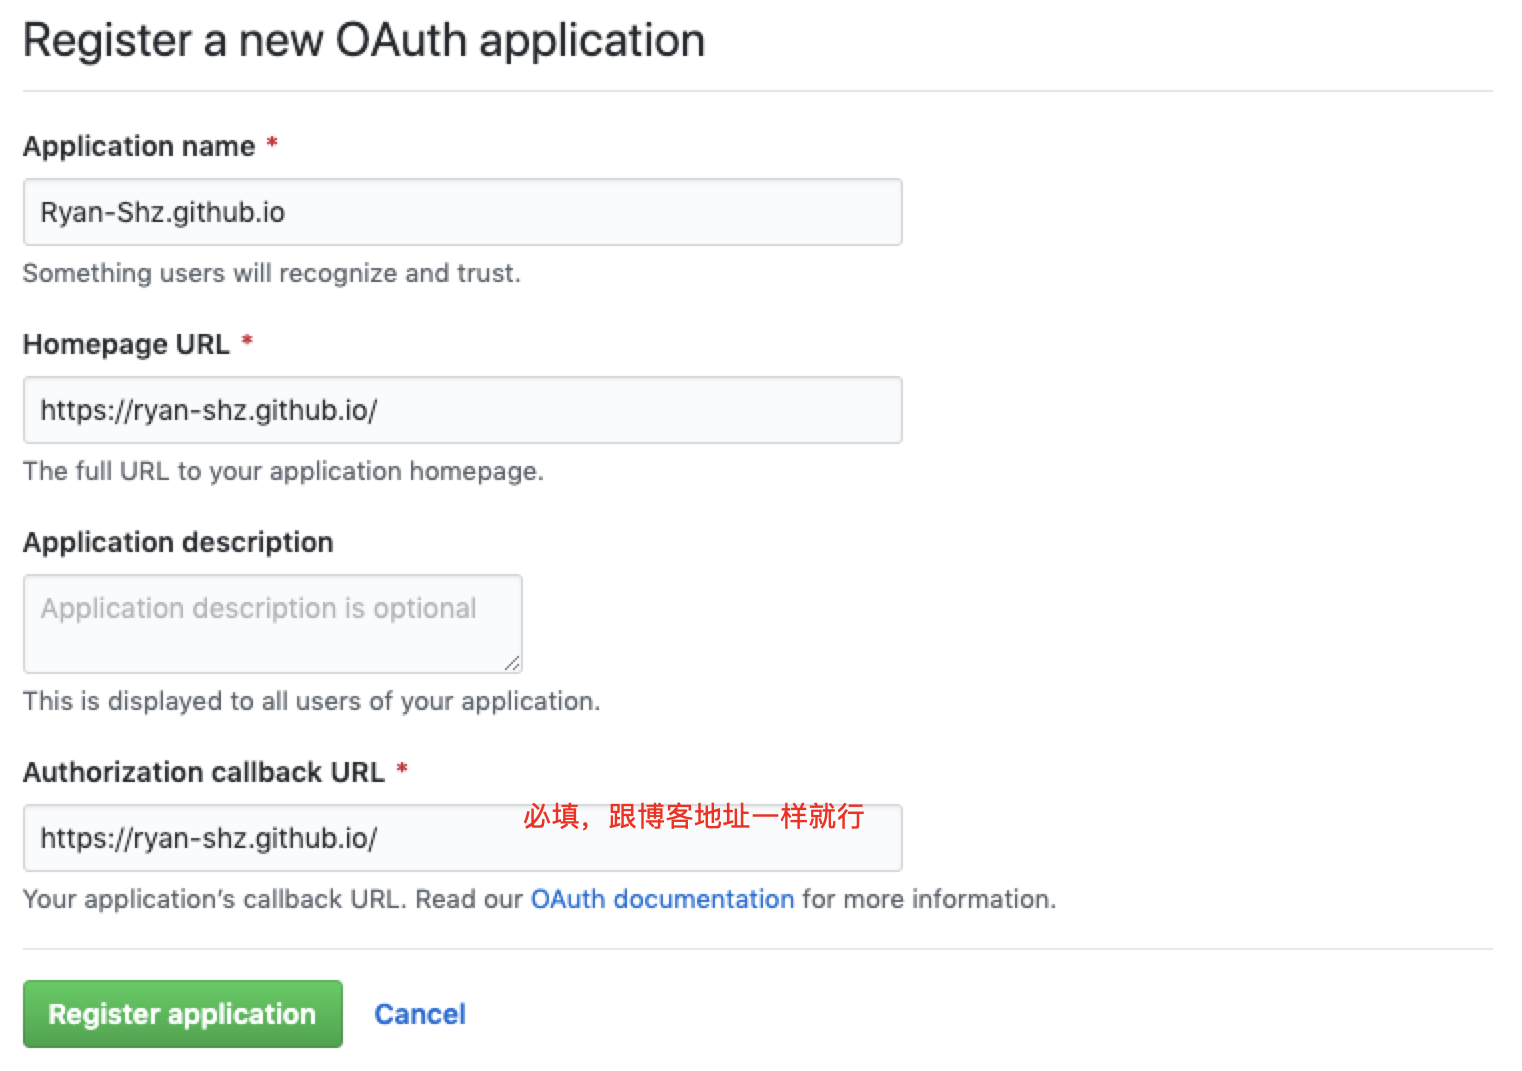 Register a new OAuth application
Application name *
Ryan-Shz.github.io
Something users will recognize and trust.
Homepage URL *
https://ryan-shz.github.io/
The full URL to your application homepage.
Application description
Application description is optional
This is displayed to all users of your application.
Authorization callback URL *
必填，跟博客地址一样就行
https://ryan-shz.github.io/
Your application's callback URL. Read our OAuth documentation for more information.
Register application Cancel